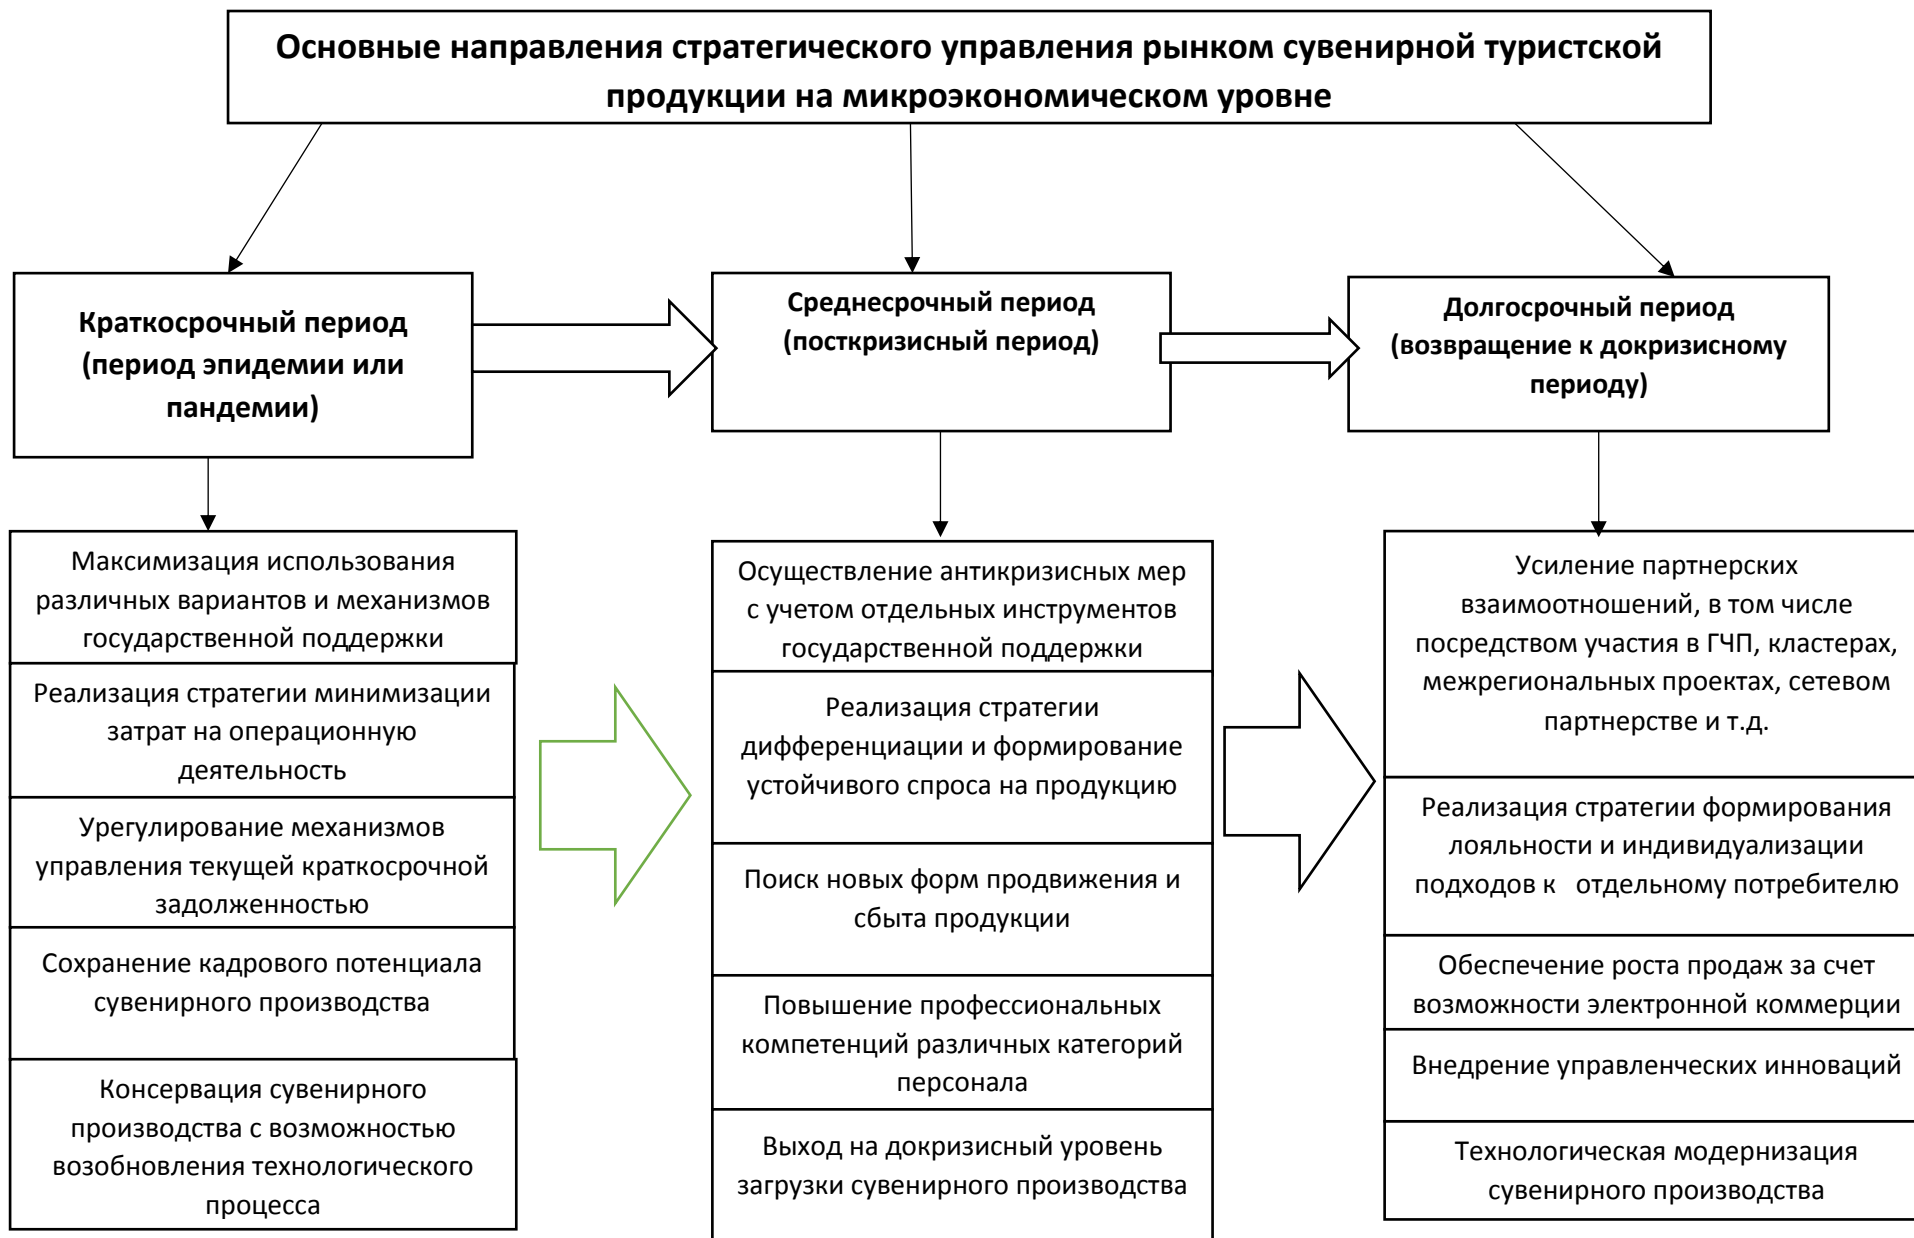 Основные направления стратегического управления рынком сувенирной туристской
продукции на микроэкономическом уровне
Краткосрочный период
(период эпидемии или
пандемии)
Среднесрочный период
(посткризисный период)
Долгосрочный период
(возвращение к докризисному
периоду)
Максимизация использования
различных вариантов и механизмов
государственной поддержки
Реализация стратегии минимизации
затрат на операционную
деятельность
Урегулирование механизмов
управления текущей краткосрочной
задолженностью
Сохранение кадрового потенциала
сувенирного производства
Консервация сувенирного
производства с возможностью
возобновления технологического
процесса
Осуществление антикризисных мер
с учетом отдельных инструментов
государственной поддержки
Реализация стратегии
дифференциации и формирование
устойчивого спроса на продукцию
Поиск новых форм продвижения и
сбыта продукции
Повышение профессиональных
компетенций различных категорий
персонала
Выход на докризисный уровень
загрузки сувенирного производства
Усиление партнерских
взаимоотношений, в том числе
посредством участия в ГЧП, кластерах,
межрегиональных проектах, сетевом
партнерстве и т.д.
Реализация стратегии формирования
лояльности и индивидуализации
подходов к отдельному потребителю
Обеспечение роста продаж за счет
возможности электронной коммерции
Внедрение управленческих инноваций
Технологическая модернизация
сувенирного производства